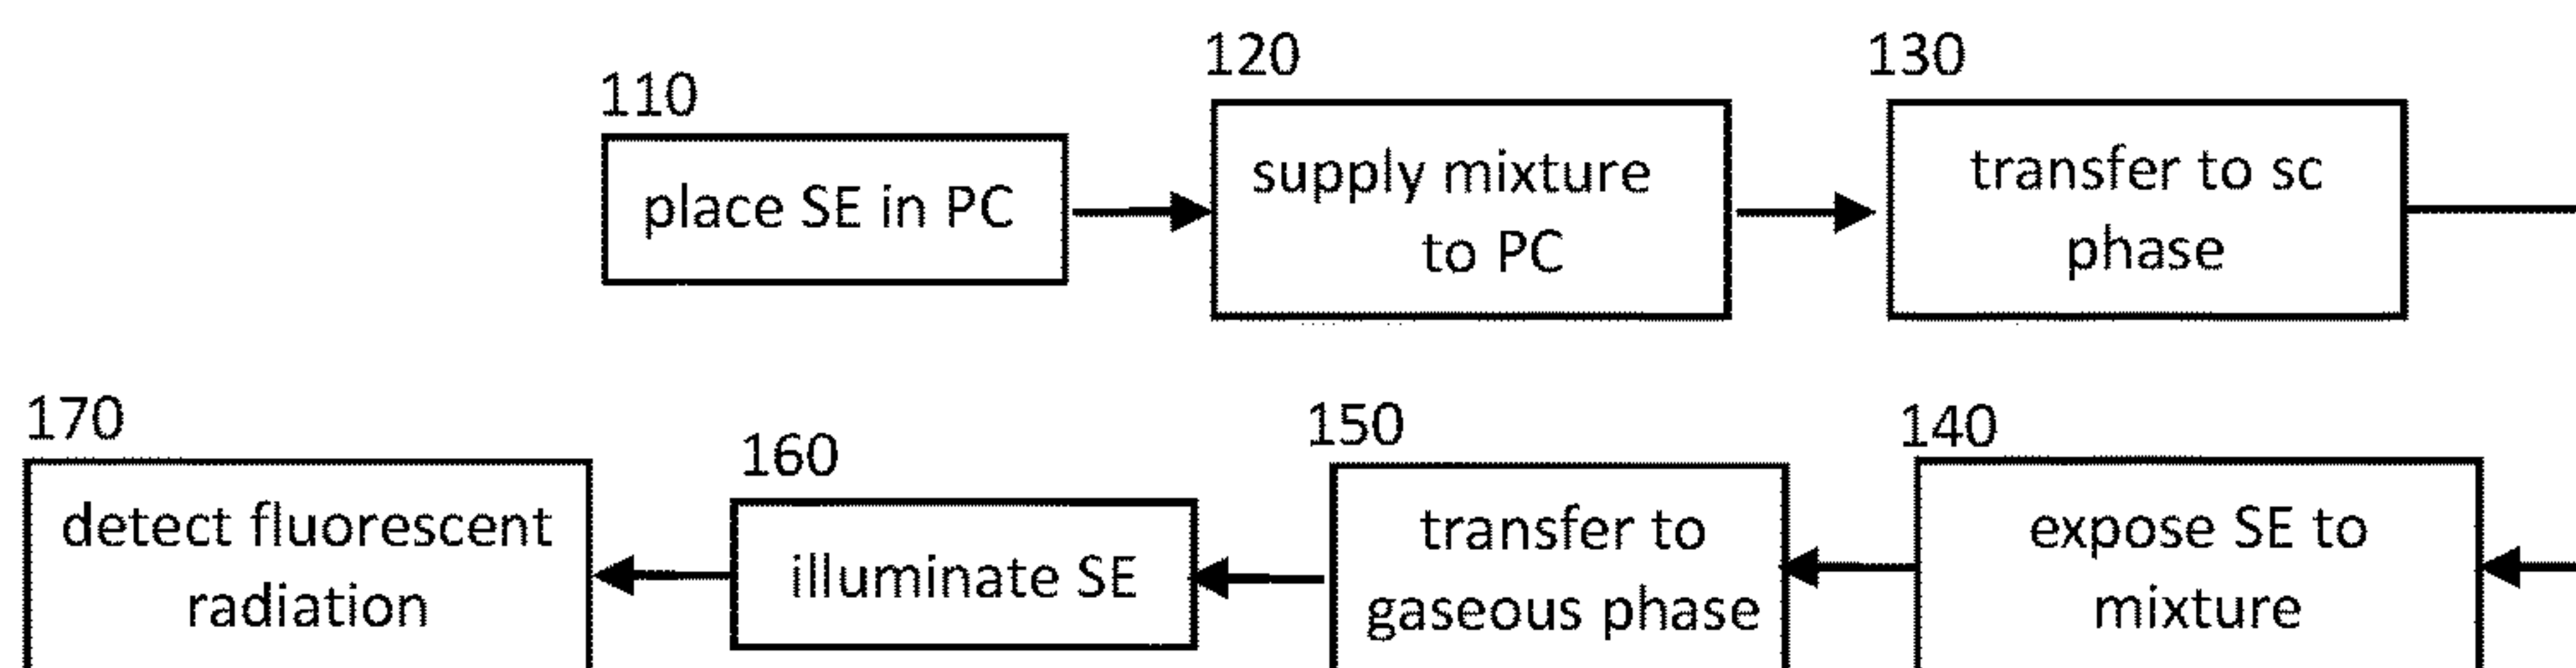 110
place SE in PC
120
supply mixture
to PC
130
transfer to sc
phase
140
expose SE to
mixture
150
transfer to
gaseous phase
160
illuminate SE
170
detect fluorescent
radiation